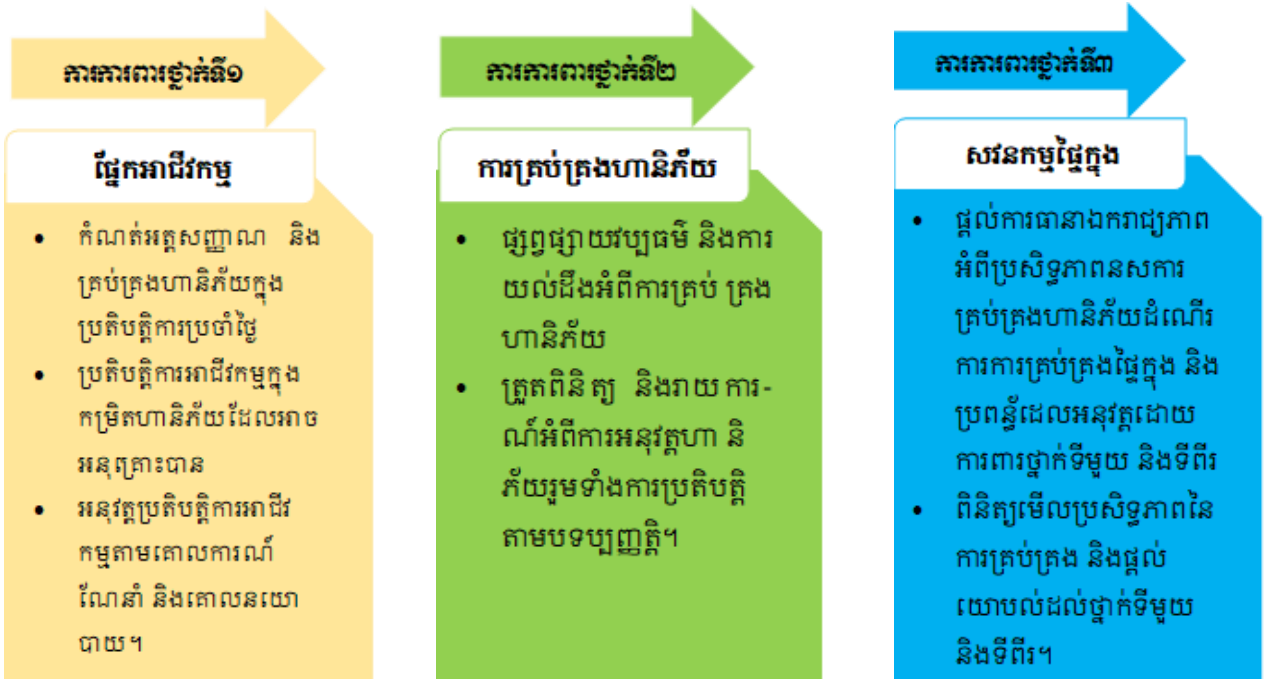 ការការពារថ្នាក់ទី១
ផ្នែកអាជីវកម្ម
• កំណត់អត្តសញ្ញាណ និង
គ្រប់គ្រងហានិភ័យក្នុង
ប្រតិបត្តិការប្រចាំថ្ងៃ
• ប្រតិបត្តិការអាជីវកម្មក្នុង
កម្រិតហានិភ័យដែលអាច
អនុគ្រោះបាន
• អនុវត្តប្រតិបត្តិការអាជីវ
កម្មតាមគោលការណ៍
ណែនាំ និងគោលនយោ
បាយ។
ការការពារថ្នាក់ទី២
ការគ្រប់គ្រងហានិភ័យ
• ផ្សព្វផ្សាយវប្បធម៌ និងការ
យល់ដឹងអំពីការគ្រប់ គ្រង
ហានិភ័យ
• ត្រួតពិនិ ត្យ និងរាយ ការ-
ណ៍អំពីការអនុវត្តហា និ
ភ័យរួមទាំងការប្រតិបត្តិ
តាមបទប្បញ្ញត្តិ។
ការការពារថ្នាក់ទី៣
សវនកម្មផ្ទៃក្នុង
• ផ្តល់ការធានាឯករាជ្យភាព
អំពីប្រសិទ្ធភាពនសការ
គ្រប់គ្រងហានិភ័យដំណើរ
ការការគ្រប់គ្រងផ្ទៃក្នុង និង
ប្រពន្ធ័ដែលអនុវត្តដោយ
ការពារថ្នាក់ទីមួយ និងទីពីរ
• ពិនិត្យមើលប្រសិទ្ធភាពនៃ
ការគ្រប់គ្រង និងផ្តល់
យោបល់ដល់ថ្នាក់ទីមួយ
និងទីពីរ។